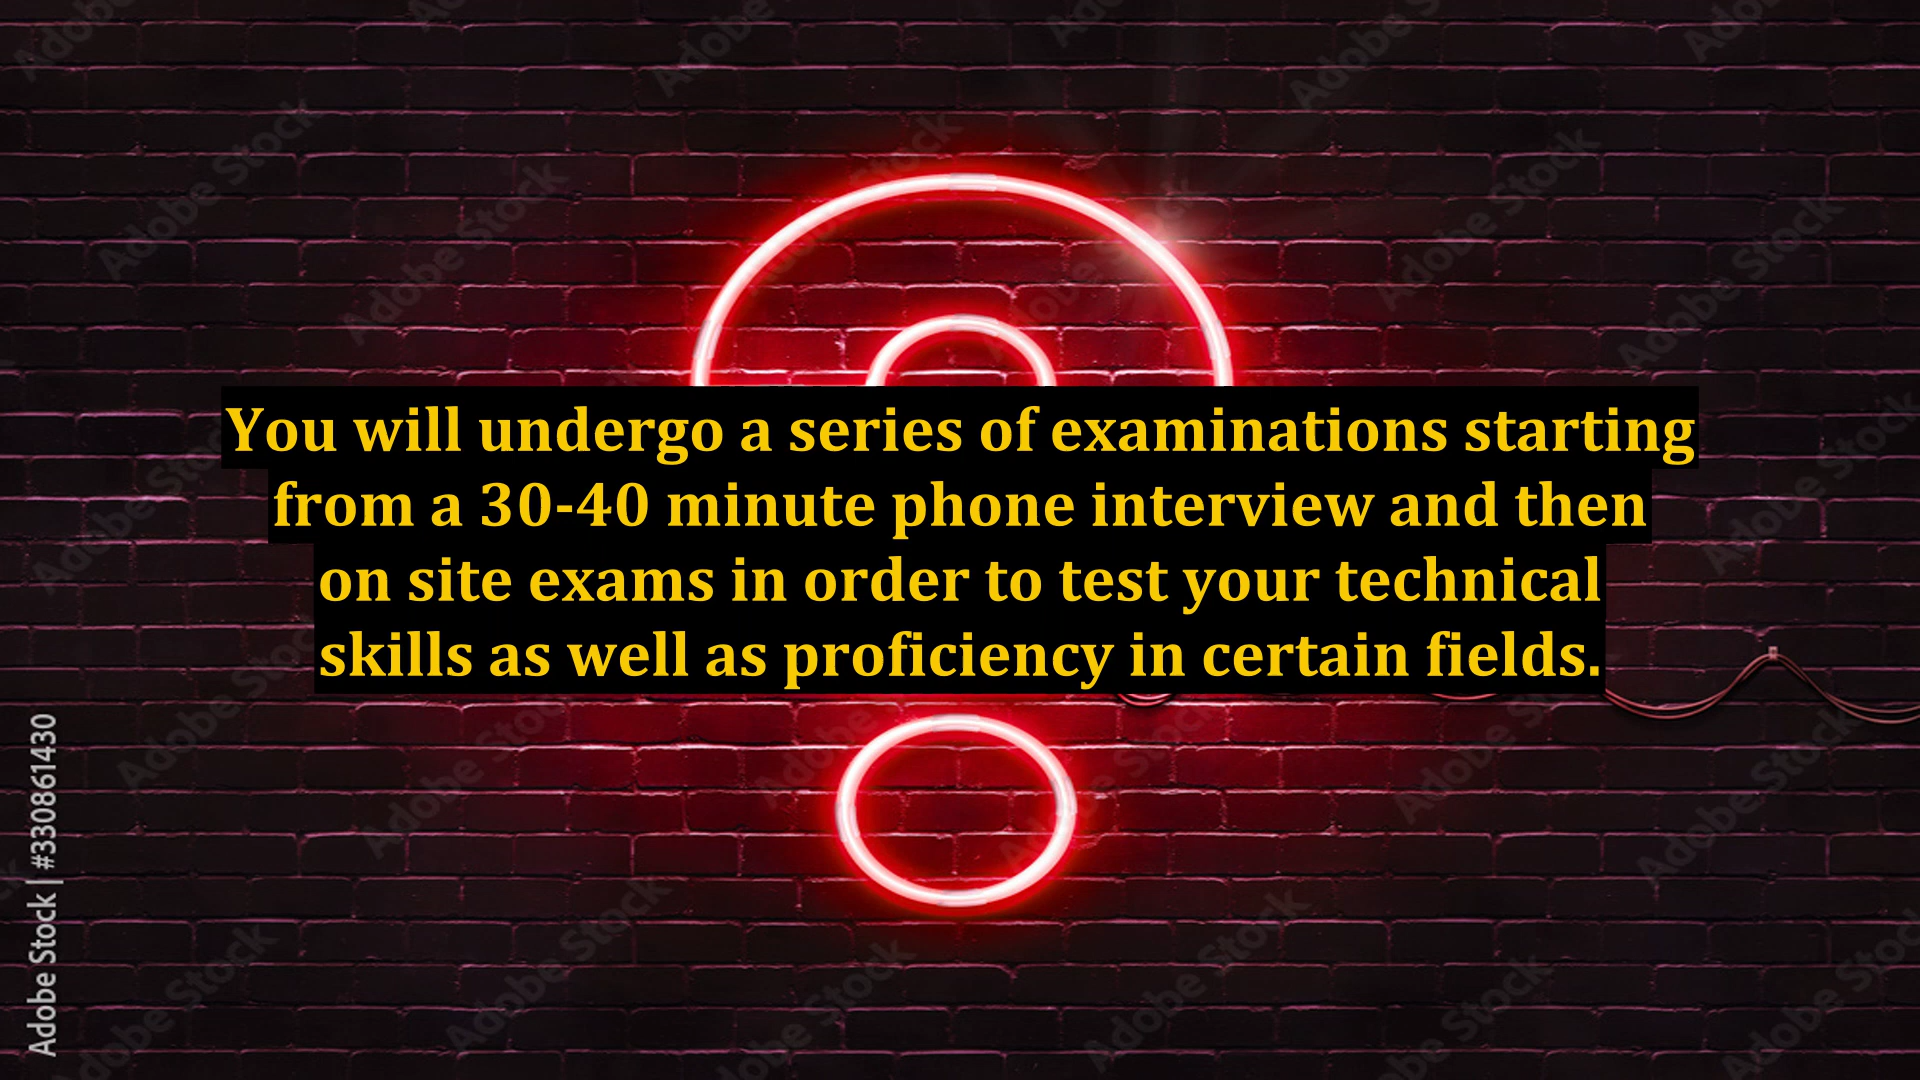 You will undergo a series of examinations starting
from a 30-40 minute phone interview and then
on site exams in order to test your technical
skills as well as proficiency in certain fields.
Adobe Stock | #330861430